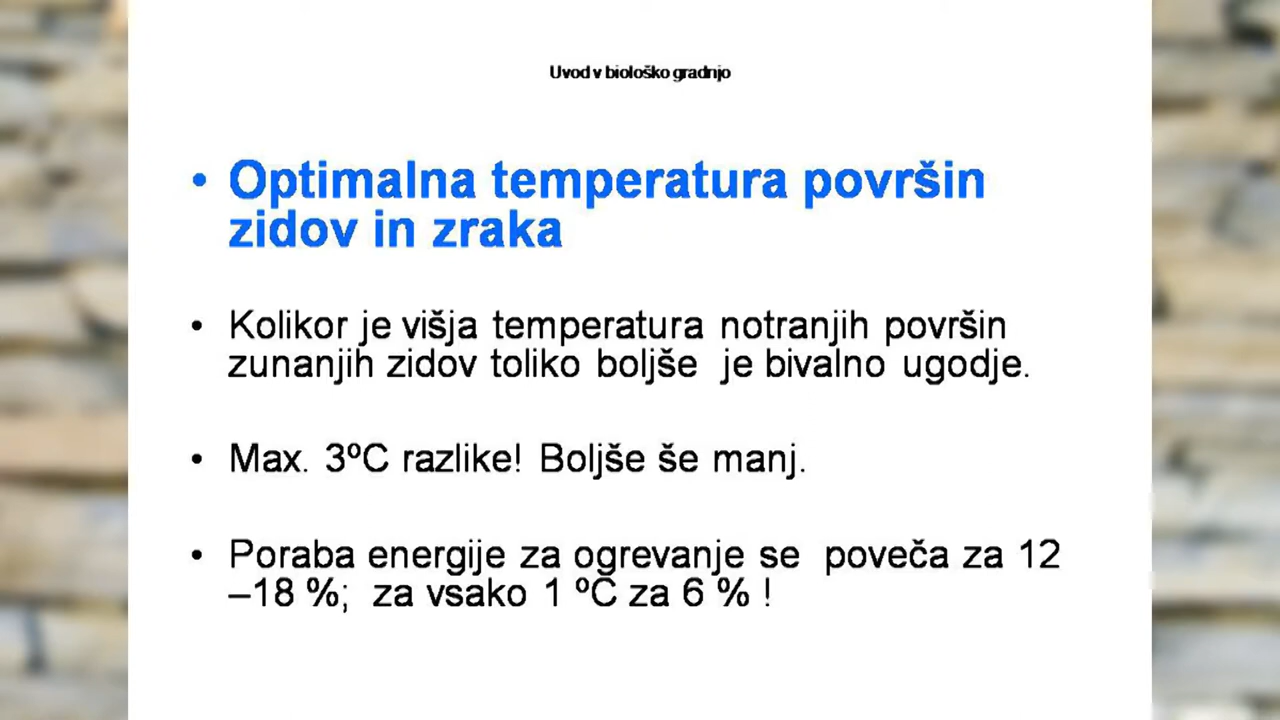 Uvod v biološko gradnjo
• Optimalna temperatura površin
zidov in zraka
• Kolikor je višja temperatura notranjih površin
zunanjih zidov toliko boljše je bivalno ugodje.
• Max. 3ºC razlike! Boljše še manj.
• Poraba energije za ogrevanje se poveča za 12
–18 %; za vsako 1 ºC za 6 % !